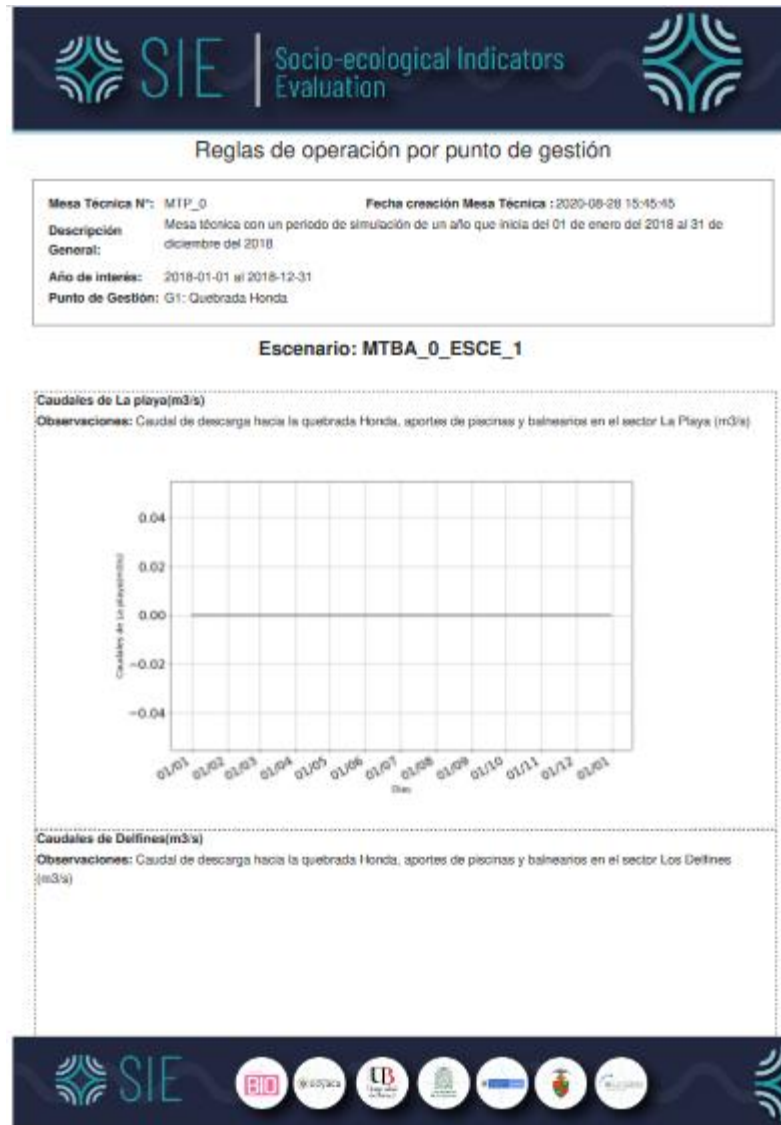 SIE
Socio-ecological Indicators
Evaluation
Reglas de operación por punto de gestión
Mesa Técnica N°: MTP_0 Fecha creación Mesa Técnica : 2020-08-28 15:45:45
Descripción General: Mesa técnica con un periodo de simulación de un año que inicia del 01 de enero del 2018 al 31 de
diciembre del 2018
Año de interés: 2018-01-01 al 2018-12-31
Punto de Gestión: G1: Quebrada Honda
Escenario: MTBA_0_ESCE_1
Caudales de La playa(m3/s)
Observaciones: Caudal de descarga hacia la quebrada Honda, aportes de piscinas y balnearios en el sector La Playa (m3/s)
Caudales de La playa(m3/s)
0.04
0.02
0.00
−0.02
−0.04
01/01 01/02 01/03 01/04 01/05 01/06 01/07 01/08 01/09 01/10 01/11 01/12 01/01
Dias
Caudales de Delfines(m3/s)
Observaciones: Caudal de descarga hacia la quebrada Honda, aportes de piscinas y balnearios en el sector Los Delfines
(m3/s)
SIE
BIO
UB